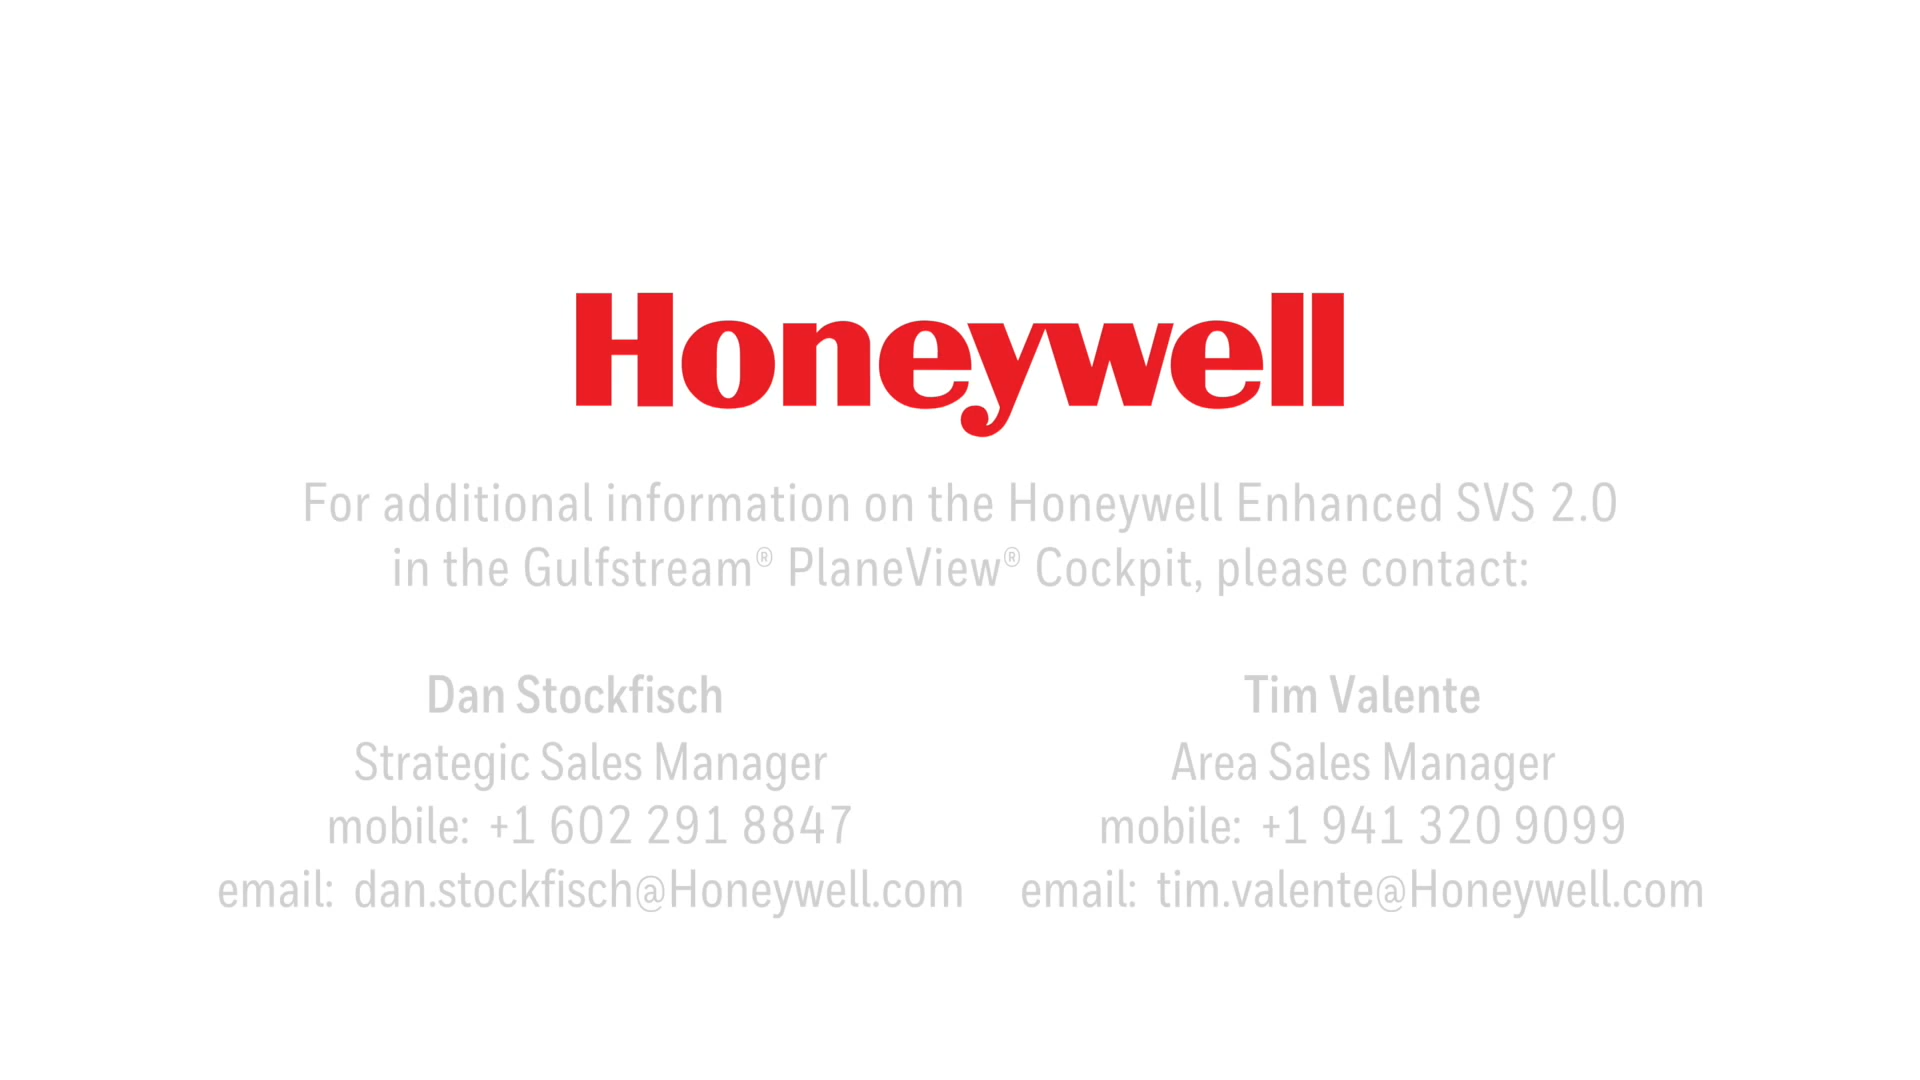 Honeywell
For additional information on the Honeywell Enhanced SVS 2.0
in the Gulfstream® PlaneView® Cockpit, please contact:
Dan Stockfisch
Strategic Sales Manager
mobile: +1 602 291 8847
email: dan.stockfisch@Honeywell.com
Tim Valente
Area Sales Manager
mobile: +1 941 320 9099
email: tim.valente@Honeywell.com